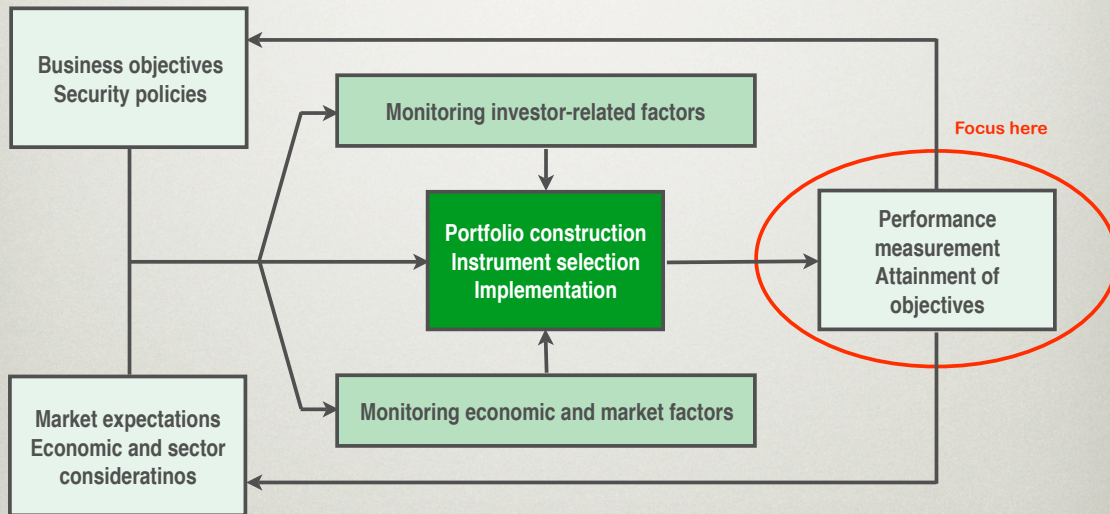 Business objectives
Security policies
Monitoring investor-related factors
Focus here
Portfolio construction
Instrument selection
Implementation
Performance
measurement
Attainment of
objectives
Monitoring economic and market factors
Market expectations
Economic and sector
consideratinos